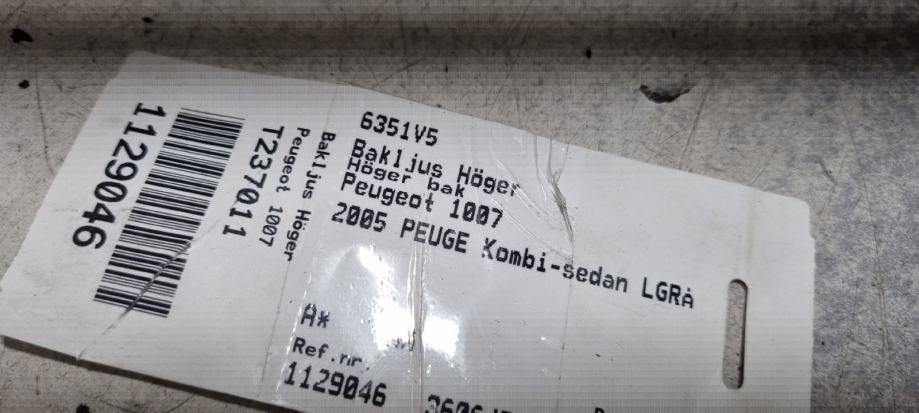 6351V5
Bakljus Höger
Höger bak
Peugeot 1007
2005 PEUGE Kombi-sedan LGRÅ
A*
Ref.nr.
1129046
Bakljus Höger
Peugeot 1007
T237011
1129046